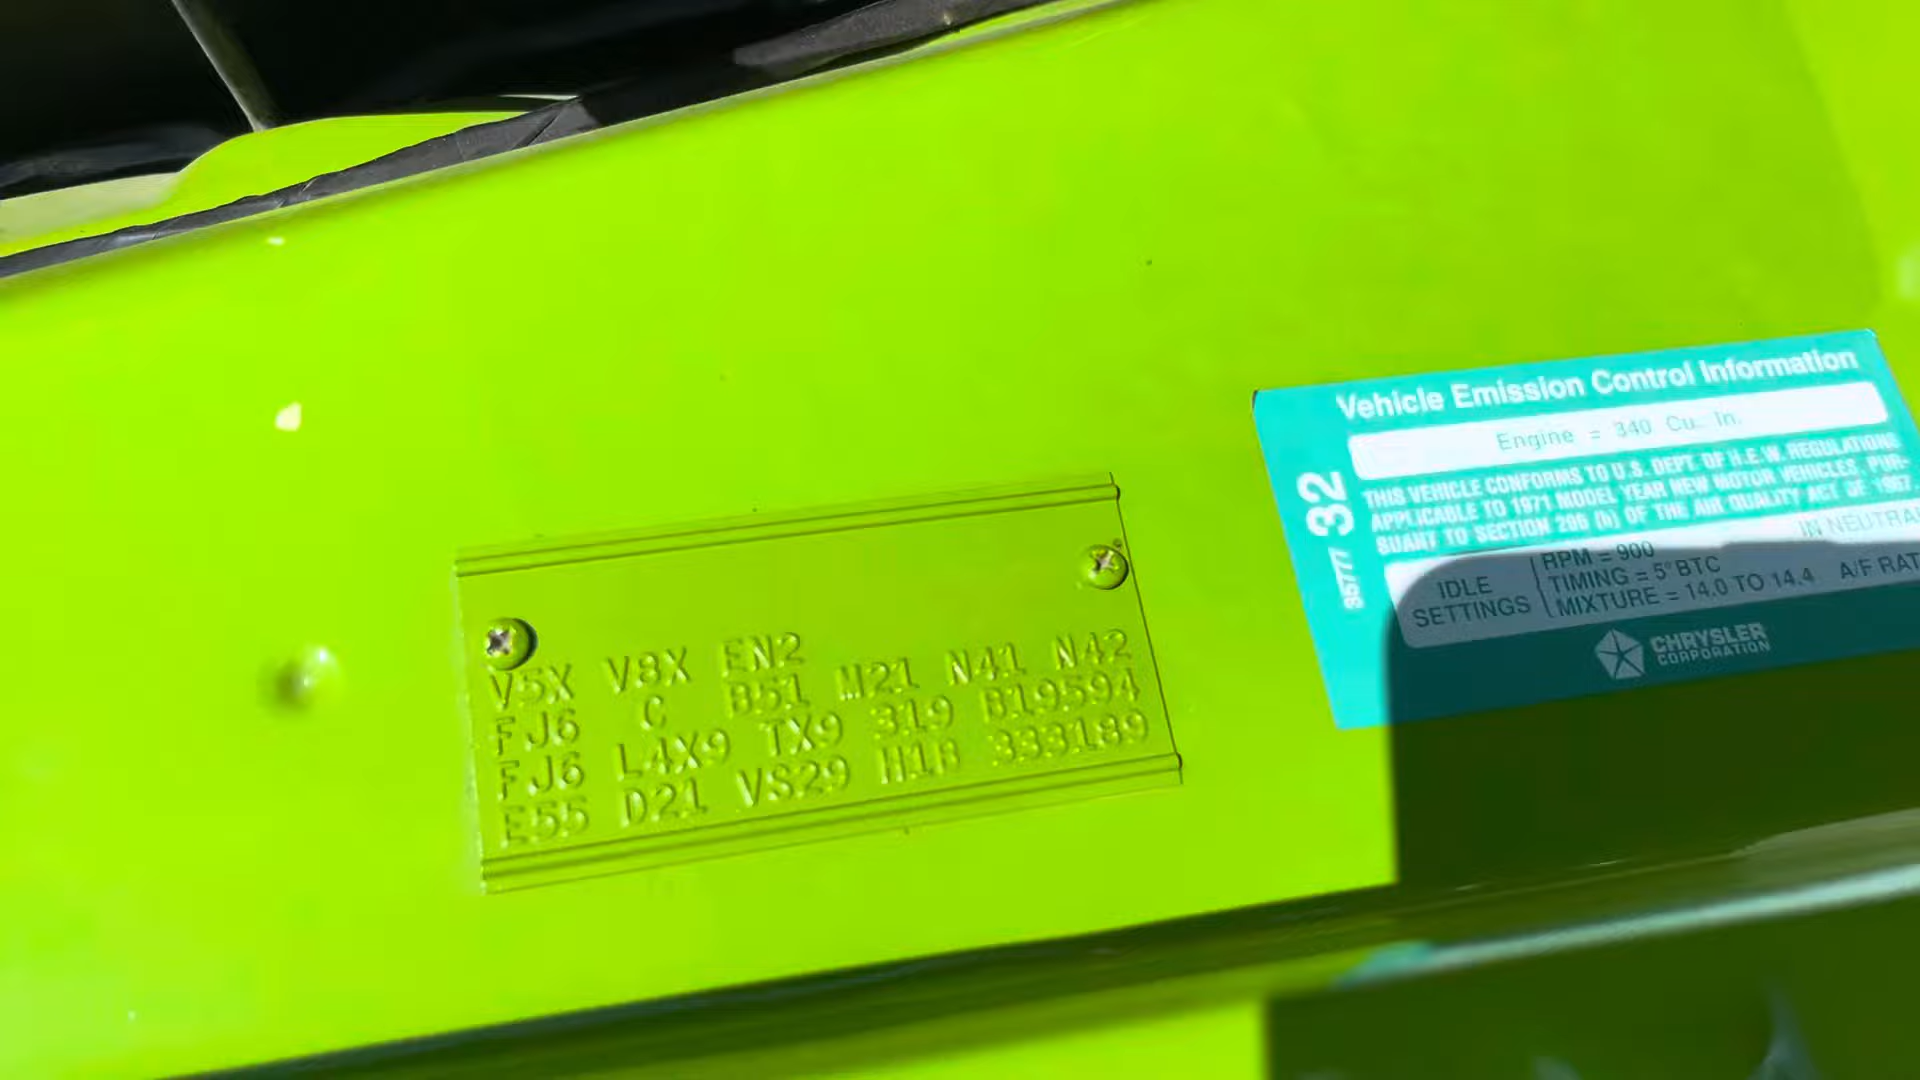 V5X V8X EN2
FJ6 C B51 M21 N41 N42
FJ6 L4X9 TX9 319 B19594
E55 D21 VS29 H1B 333189
Vehicle Emission Control Information
Engine = 340 Cu. In.
THIS VEHICLE CONFORMS TO U.S. DEPT. OF H.E.W. REGULATIONS
APPLICABLE TO 1971 MODEL YEAR NEW MOTOR VEHICLES PUR-
SUANT TO SECTION 206 (b) OF THE AIR QUALITY ACT OF 1967.
32
35777
IDLE SETTINGS
RPM = 900 IN NEUTRAL
TIMING = 5° BTC
MIXTURE = 14.0 TO 14.4 A/F RAT
CHRYSLER
CORPORATION